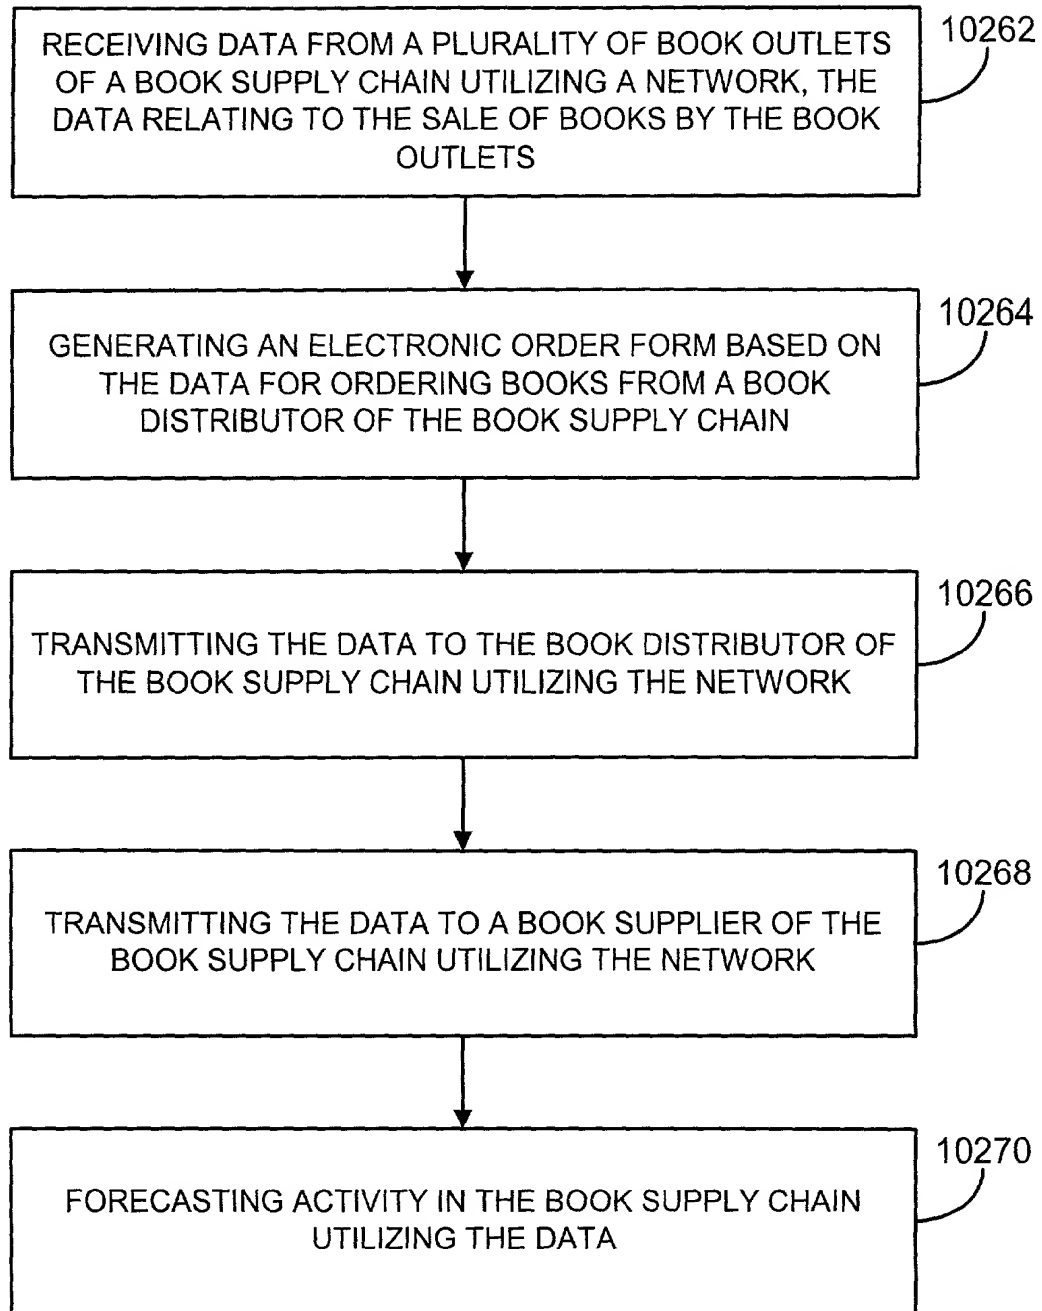 RECEIVING DATA FROM A PLURALITY OF BOOK OUTLETS
OF A BOOK SUPPLY CHAIN UTILIZING A NETWORK, THE
DATA RELATING TO THE SALE OF BOOKS BY THE BOOK
OUTLETS
10262
GENERATING AN ELECTRONIC ORDER FORM BASED ON
THE DATA FOR ORDERING BOOKS FROM A BOOK
DISTRIBUTOR OF THE BOOK SUPPLY CHAIN
10264
TRANSMITTING THE DATA TO THE BOOK DISTRIBUTOR OF
THE BOOK SUPPLY CHAIN UTILIZING THE NETWORK
10266
TRANSMITTING THE DATA TO A BOOK SUPPLIER OF THE
BOOK SUPPLY CHAIN UTILIZING THE NETWORK
10268
FORECASTING ACTIVITY IN THE BOOK SUPPLY CHAIN
UTILIZING THE DATA
10270